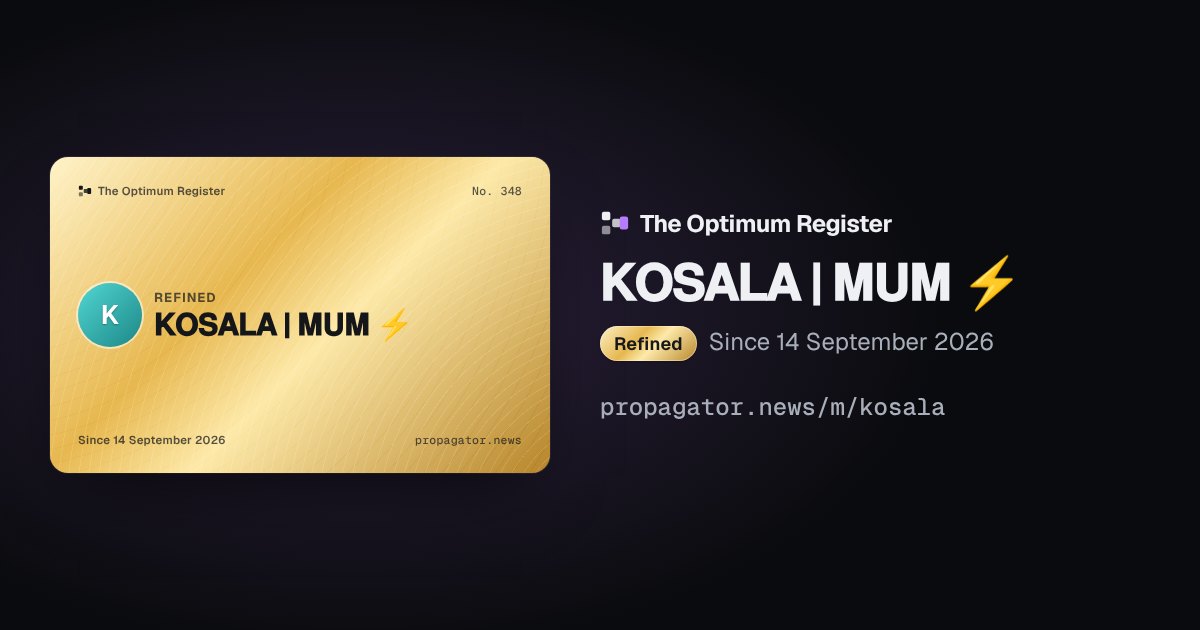 The Optimum Register
No. 348
K
REFINED
KOSALA | MUM ⚡
Since 14 September 2026
propagator.news
The Optimum Register
KOSALA | MUM ⚡
Refined
Since 14 September 2026
propagator.news/m/kosala